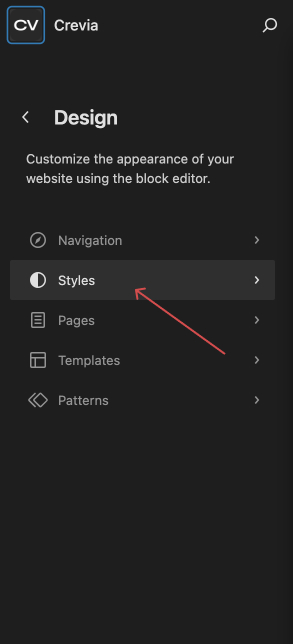 CV Crevia
Design
Customize the appearance of your
website using the block editor.
Navigation
Styles
Pages
Templates
Patterns